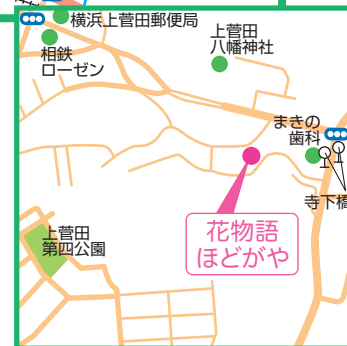 横浜上菅田郵便局
相鉄
ローゼン
上菅田
八幡神社
まきの
歯科
寺下橋
花物語
ほどがや
上菅田
第四公園